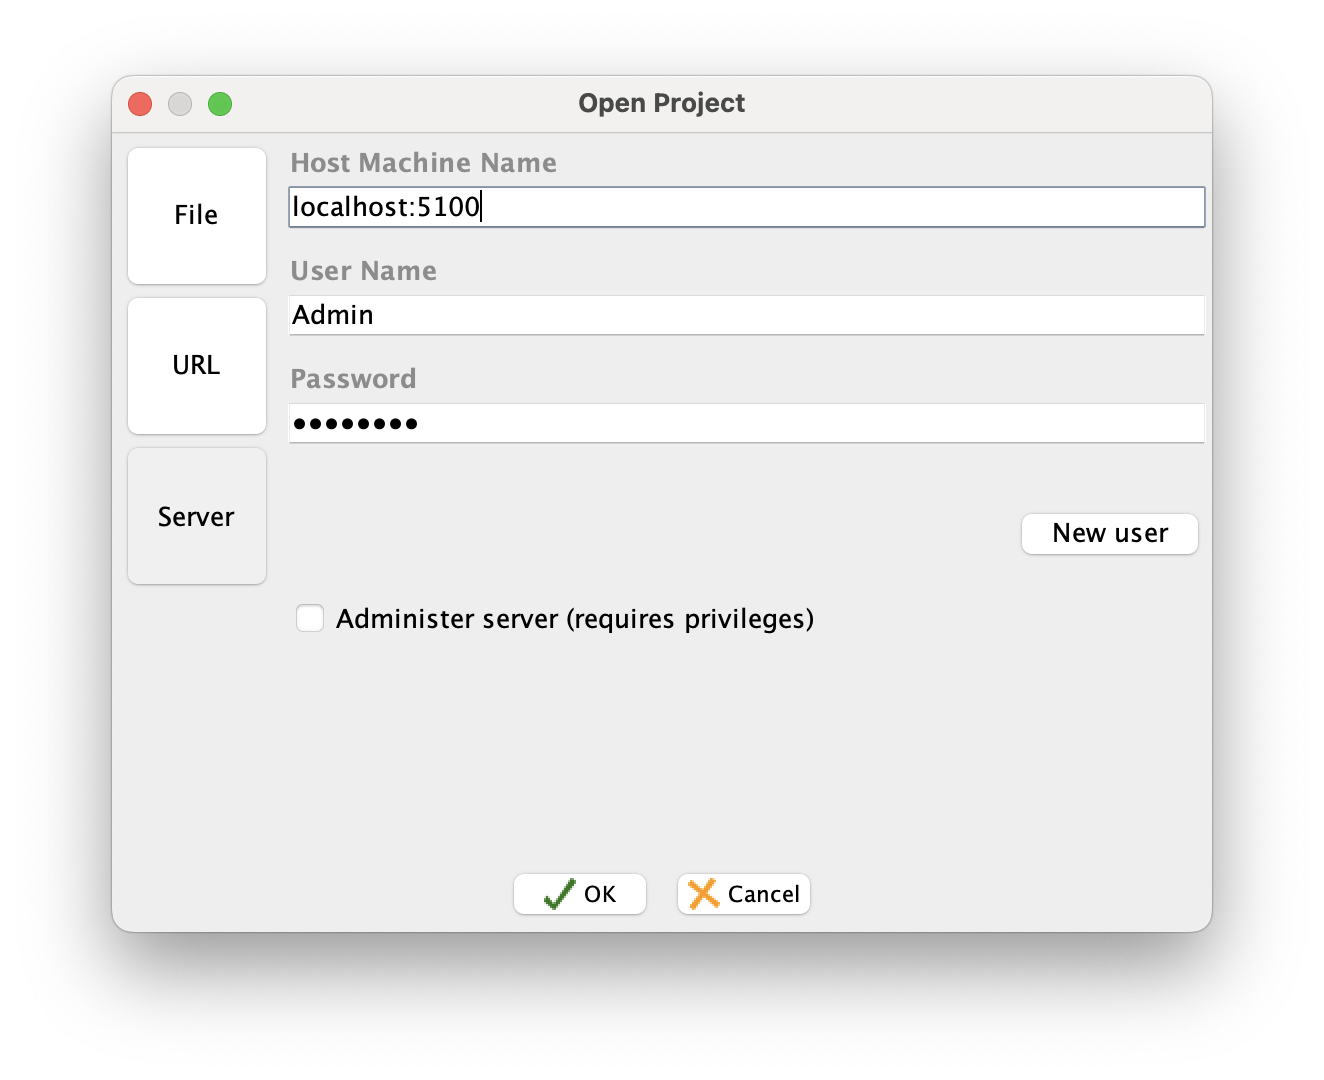 Open Project
File
URL
Server
Host Machine Name
localhost:5100
User Name
Admin
Password
••••••••
New user
Administer server (requires privileges)
OK
Cancel